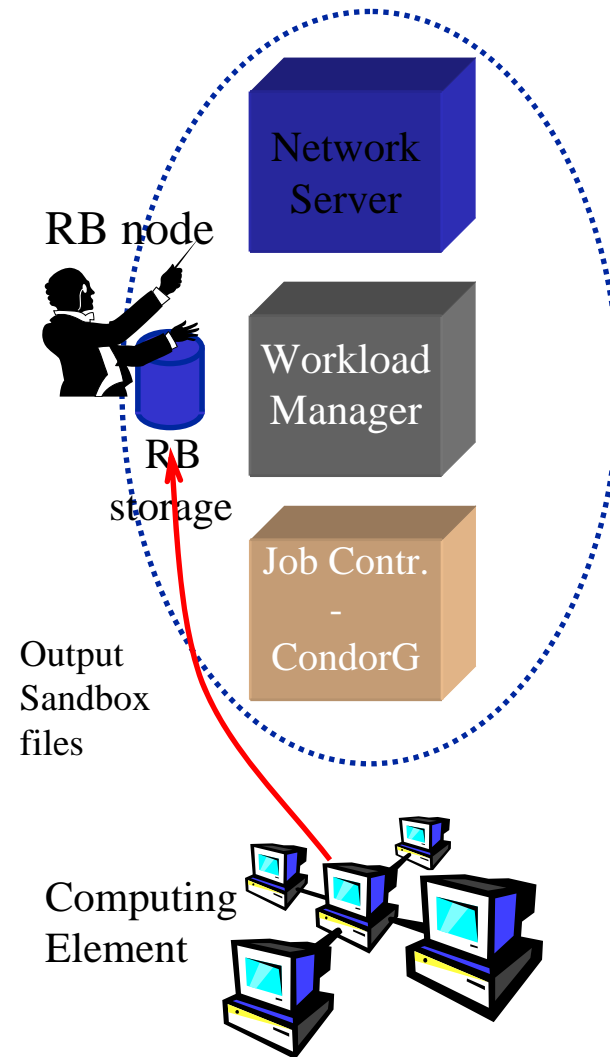 Network
Server
RB node
Workload
Manager
RB
storage
Job Contr.
-
CondorG
Output
Sandbox
files
Computing
Element